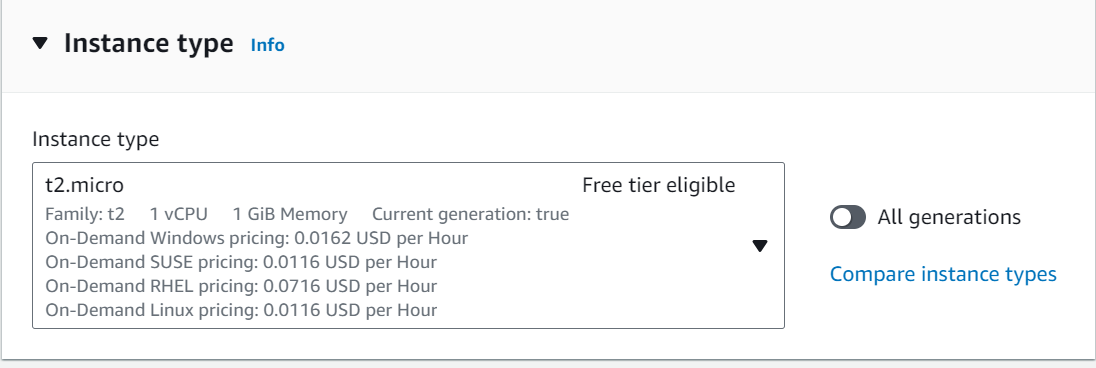 Instance type Info
Instance type
t2.micro Free tier eligible
Family: t2 1 vCPU 1 GiB Memory Current generation: true
On-Demand Windows pricing: 0.0162 USD per Hour
On-Demand SUSE pricing: 0.0116 USD per Hour
On-Demand RHEL pricing: 0.0716 USD per Hour
On-Demand Linux pricing: 0.0116 USD per Hour
All generations
Compare instance types